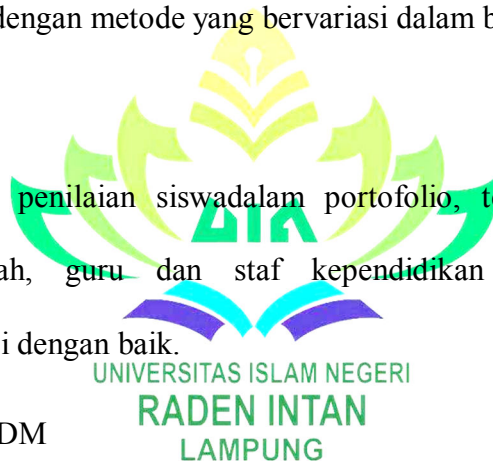 dengan metode yang bervariasi dalam b
penilaian siswadalam portofolio, t
ah, guru dan staf kependidikan
i dengan baik.
UNIVERSITAS ISLAM NEGERI
RADEN INTAN
LAMPUNG
DM